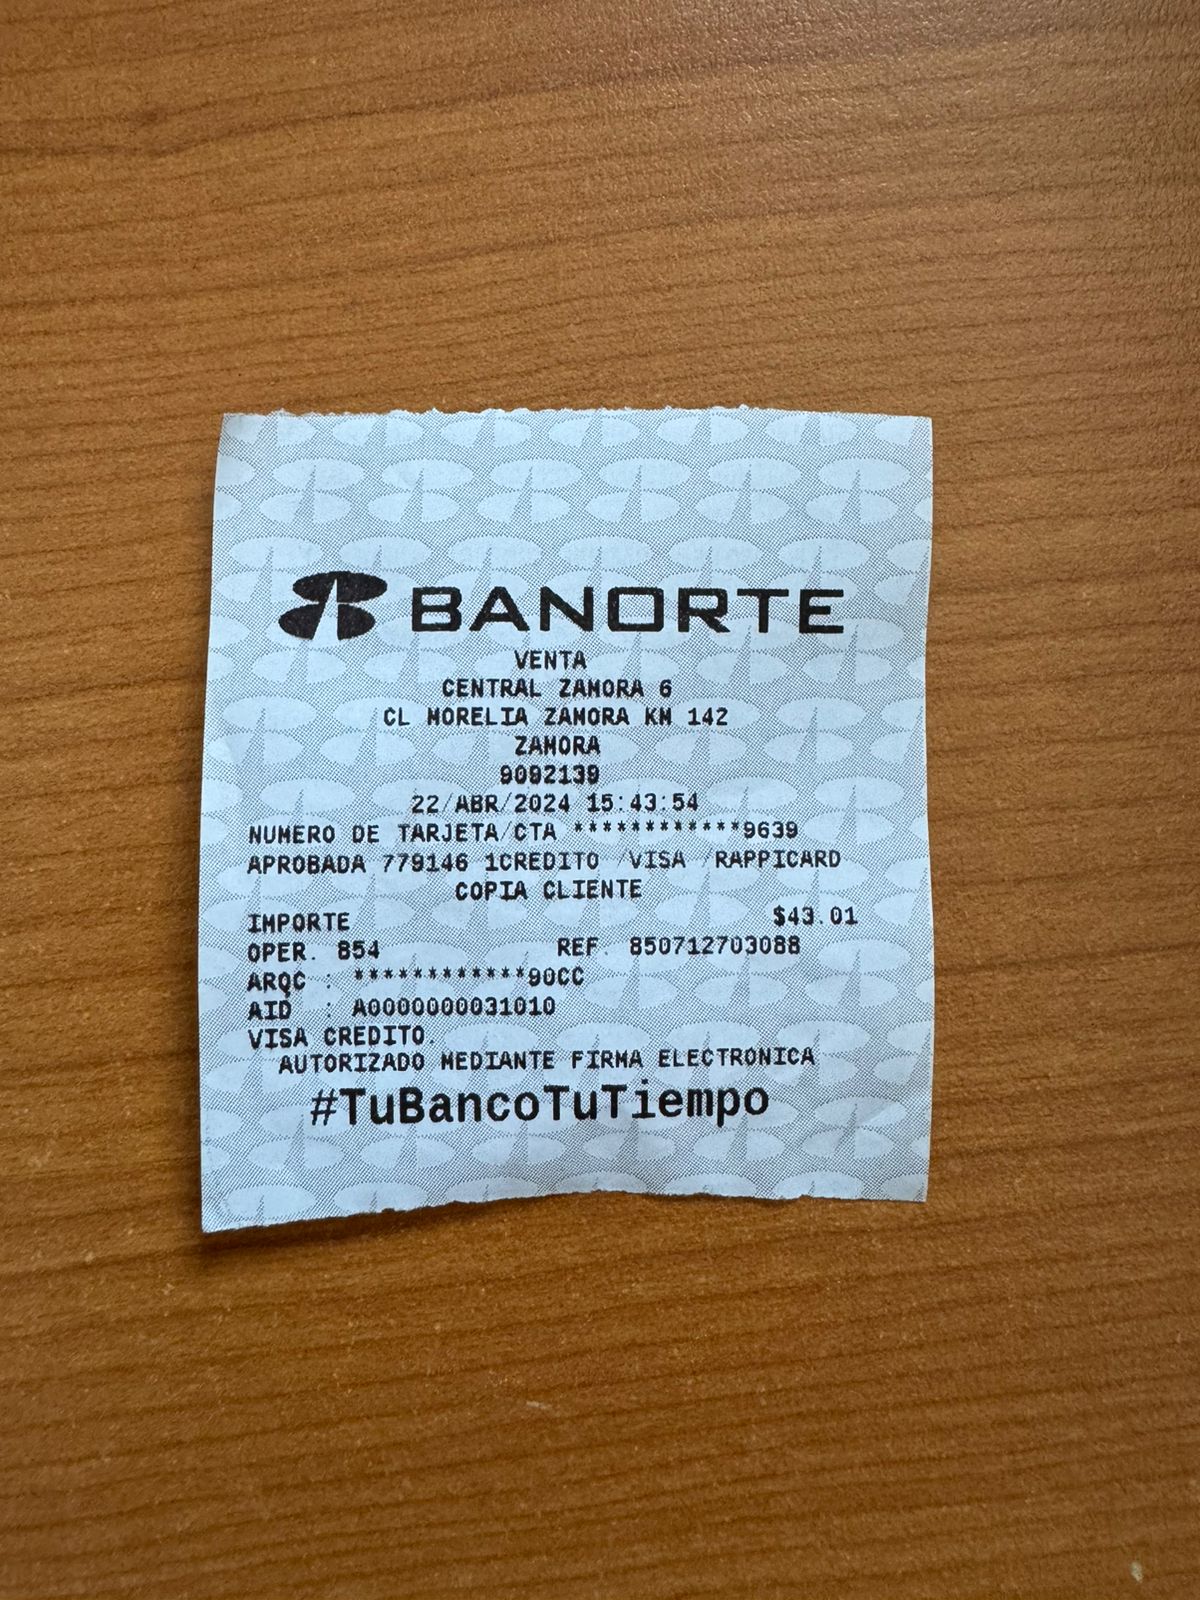 BANORTE
VENTA
CENTRAL ZAMORA 6
CL MORELIA ZAMORA KM 142
ZAMORA
9092139
22/ABR/2024 15:43:54
NUMERO DE TARJETA/CTA ************9639
APROBADA 779146 1CREDITO /VISA /RAPPICARD
COPIA CLIENTE
IMPORTE $43.01
OPER. 854 REF. 850712703088
ARQC : ************90CC
AID : A0000000031010
VISA CREDITO.
AUTORIZADO MEDIANTE FIRMA ELECTRONICA
#TuBancoTuTiempo